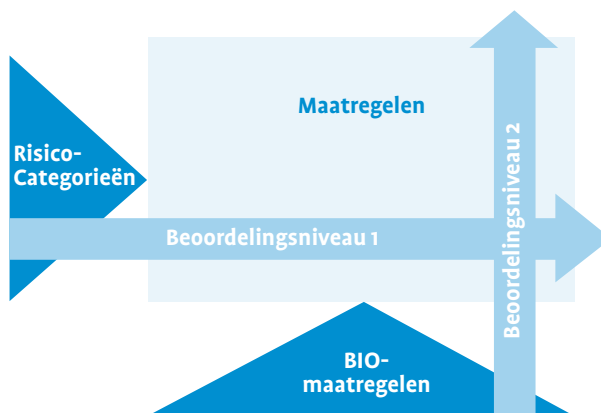 Maatregelen
Risico-
Categorieën
Beoordelingsniveau 1
Beoordelingsniveau 2
BIO-
maatregelen